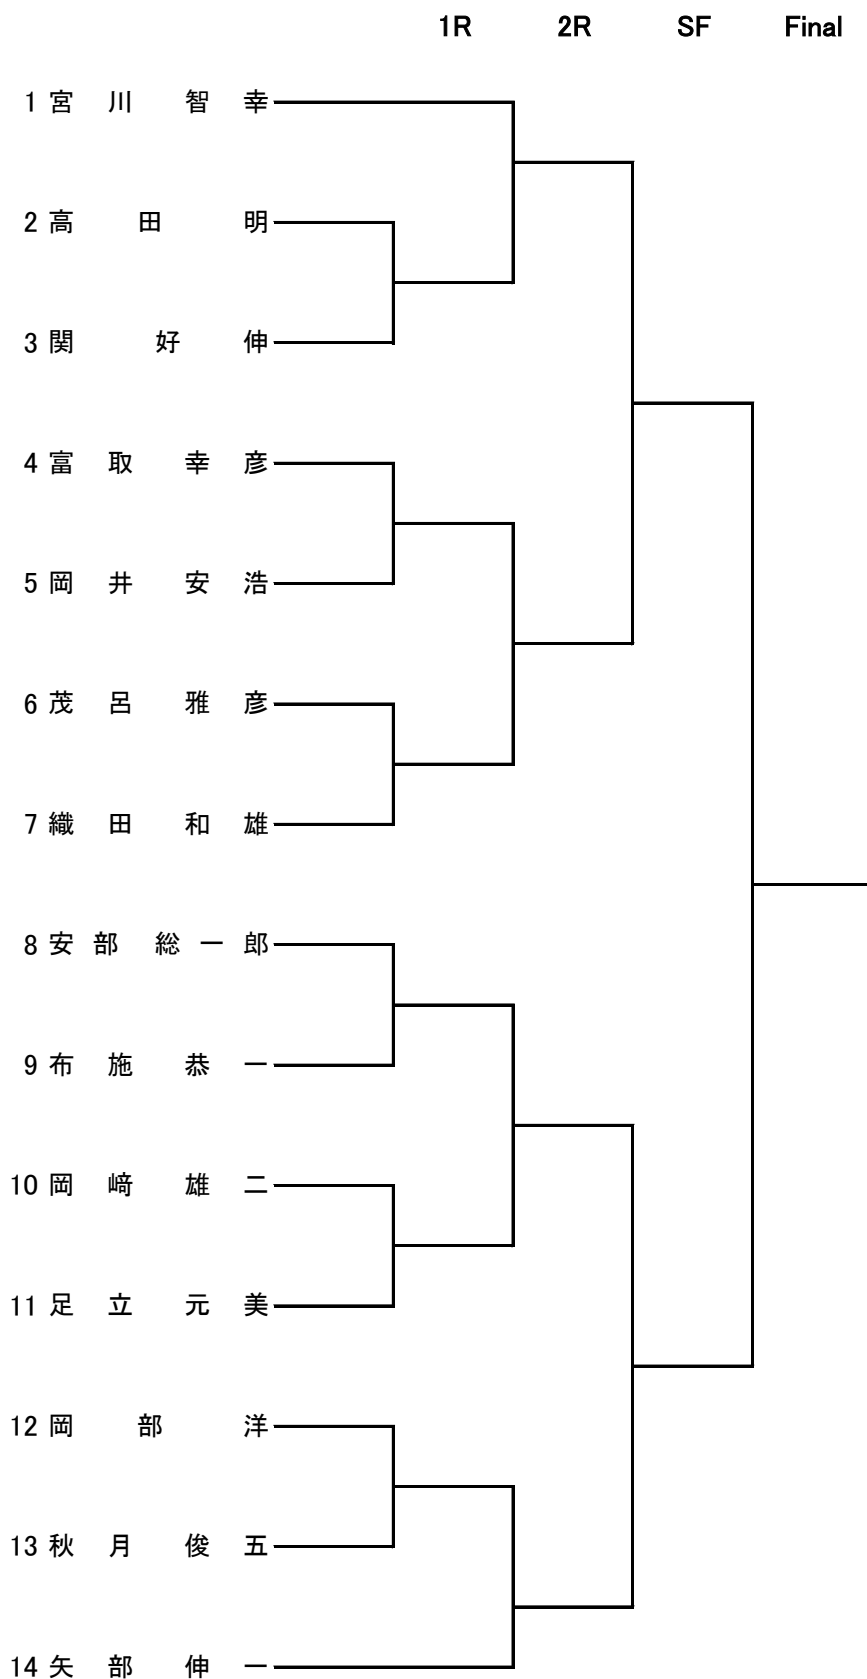 1R 2R SF Final
1 宮川 智幸
2 高田 明
3 関 好伸
4 富取 幸彦
5 岡井 安浩
6 茂呂 雅彦
7 織田 和雄
8 安部 総一郎
9 布施 恭一
10 岡﨑 雄二
11 足立 元美
12 岡部 洋
13 秋月 俊五
14 矢部 伸一